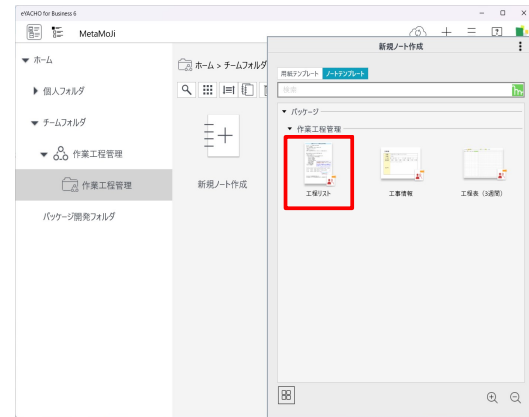 eYACHO for Business 6
MetaMoJi
ホーム
個人フォルダ
チームフォルダ
作業工程管理
作業工程管理
パッケージ開発フォルダ
ホーム > チームフォルダ
新規ノート作成
新規ノート作成
用紙テンプレート ノートテンプレート
検索
パッケージ
作業工程管理
工程リスト 工事情報 工程表（3週間）